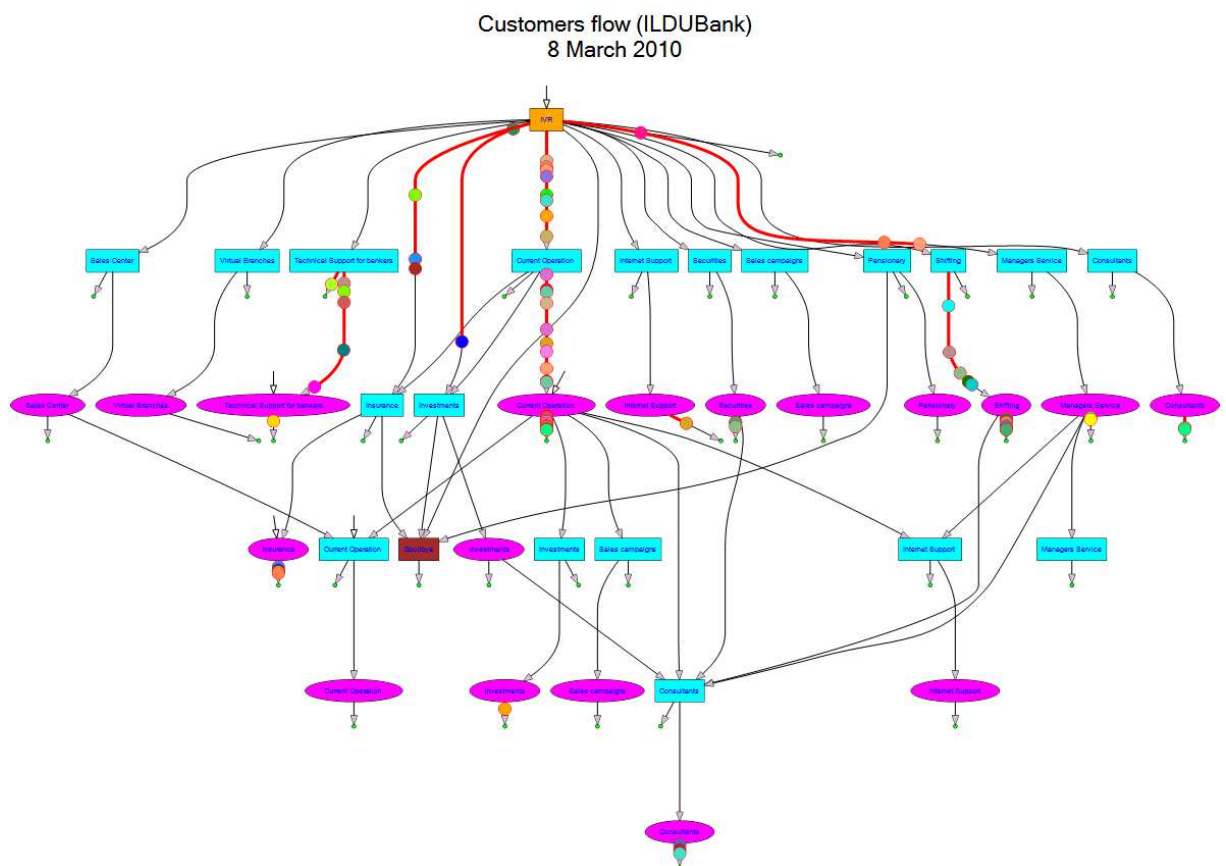 Customers flow (ILDUBank)
8 March 2010
IVR
Sales Center
Virtual Brenches
Technical Support for bankers
Current Operation
Internet Support
Securities
Sales campaigns
Pensionary
Shifting
Managers Service
Consultants
Sales Center
Virtual Brenches
Technical Support for bankers
Insurance
Investments
Current Operation
Internet Support
Securities
Sales campaigns
Pensionary
Shifting
Managers Service
Consultants
Insurance
Current Operation
Goodbye
Investments
Investments
Sales campaigns
Internet Support
Managers Service
Current Operation
Investments
Sales campaigns
Consultants
Internet Support
Consultants